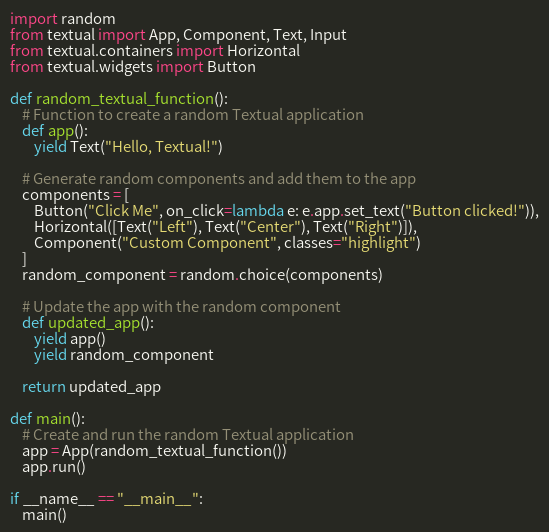 import random
from textual import App, Component, Text, Input
from textual.containers import Horizontal
from textual.widgets import Button

def random_textual_function():
    # Function to create a random Textual application
    def app():
        yield Text("Hello, Textual!")

    # Generate random components and add them to the app
    components = [
        Button("Click Me", on_click=lambda e: e.app.set_text("Button clicked!")),
        Horizontal([Text("Left"), Text("Center"), Text("Right")]),
        Component("Custom Component", classes="highlight")
    ]
    random_component = random.choice(components)

    # Update the app with the random component
    def updated_app():
        yield app()
        yield random_component

    return updated_app

def main():
    # Create and run the random Textual application
    app = App(random_textual_function())
    app.run()

if __name__ == "__main__":
    main()